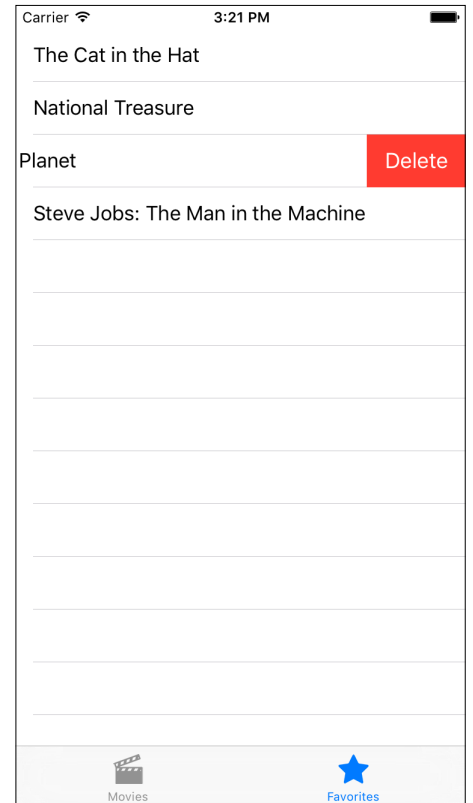 Carrier 3:21 PM
The Cat in the Hat
National Treasure
Planet Delete
Steve Jobs: The Man in the Machine
Movies Favorites